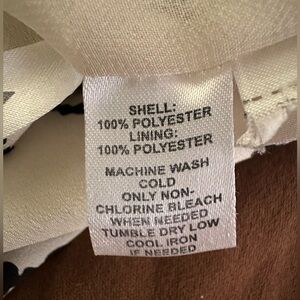 SHELL:
100% POLYESTER
LINING:
100% POLYESTER
MACHINE WASH
COLD
ONLY NON-
CHLORINE BLEACH
WHEN NEEDED
TUMBLE DRY LOW
COOL IRON
IF NEEDED